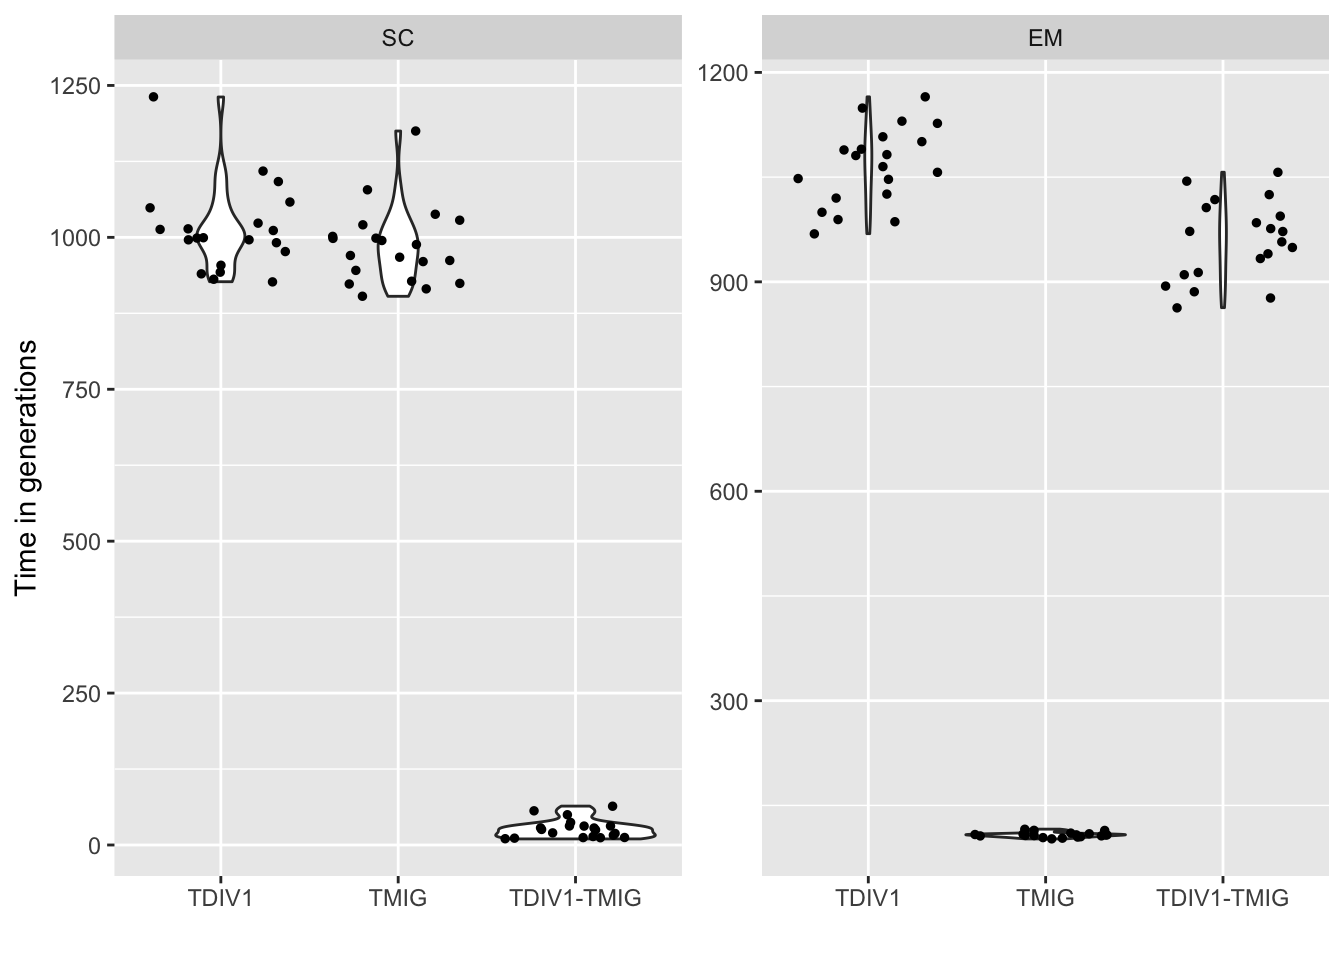 SC
EM
Time in generations
1250
1000
750
500
250
0
1200
900
600
300
TDIV1
TMIG
TDIV1-TMIG
TDIV1
TMIG
TDIV1-TMIG